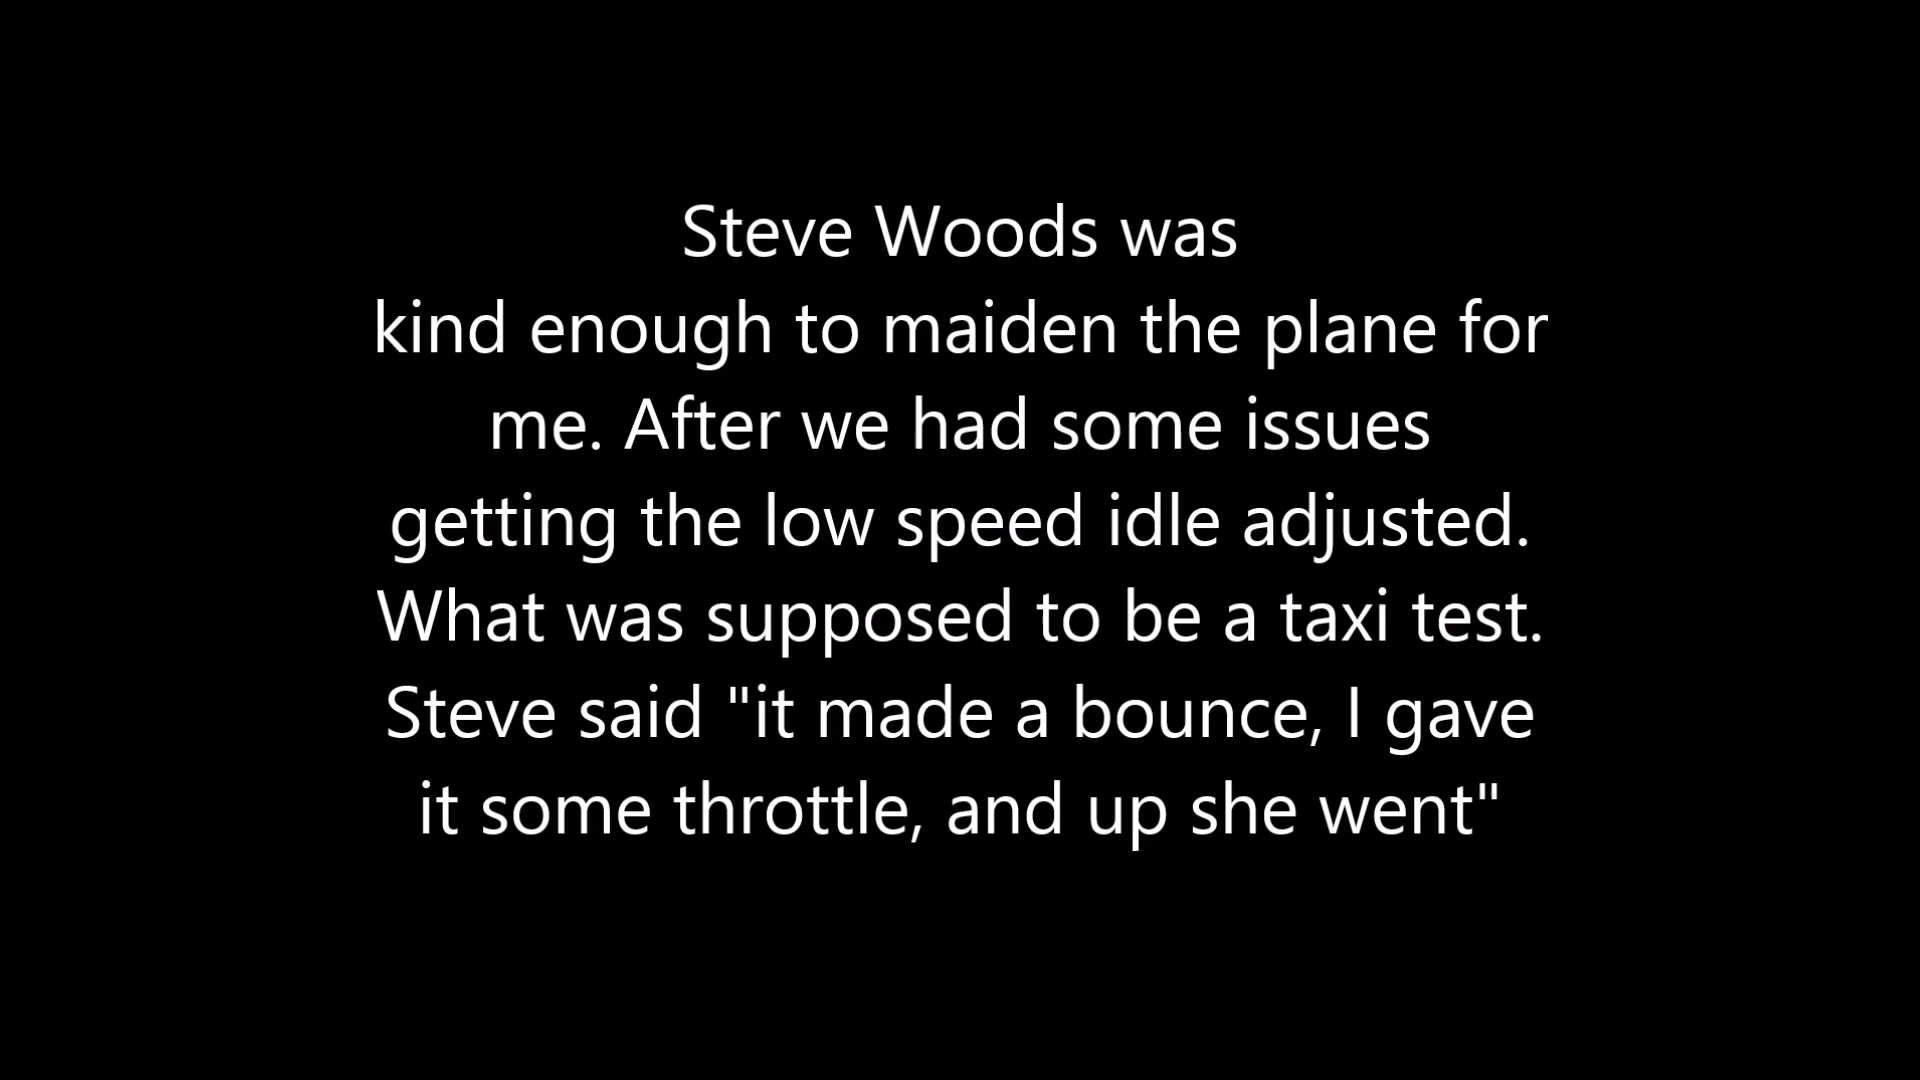 Steve Woods was
kind enough to maiden the plane for
me. After we had some issues
getting the low speed idle adjusted.
What was supposed to be a taxi test.
Steve said "it made a bounce, I gave
it some throttle, and up she went"